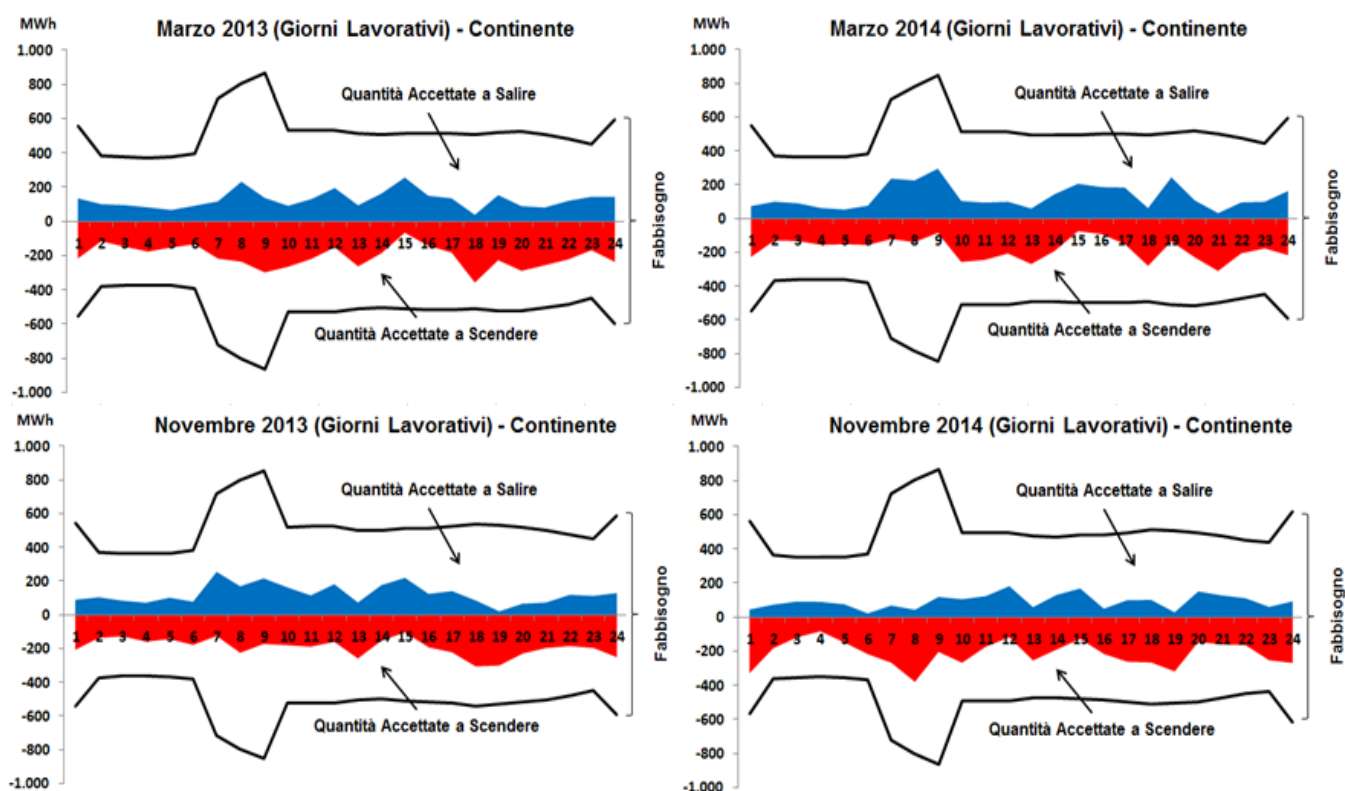 MWh
Marzo 2013 (Giorni Lavorativi) - Continente
1.000
800
600
400
200
0
-200
-400
-600
-800
-1.000
Quantità Accettate a Salire
1 2 3 4 5 6 7 8 9 10 11 12 13 14 15 16 17 18 19 20 21 22 23 24
Quantità Accettate a Scendere
Fabbisogno
MWh
Marzo 2014 (Giorni Lavorativi) - Continente
1.000
800
600
400
200
0
-200
-400
-600
-800
-1.000
Quantità Accettate a Salire
1 2 3 4 5 6 7 8 9 10 11 12 13 14 15 16 17 18 19 20 21 22 23 24
Quantità Accettate a Scendere
Fabbisogno
MWh
Novembre 2013 (Giorni Lavorativi) - Continente
1.000
800
600
400
200
0
-200
-400
-600
-800
-1.000
Quantità Accettate a Salire
1 2 3 4 5 6 7 8 9 10 11 12 13 14 15 16 17 18 19 20 21 22 23 24
Quantità Accettate a Scendere
Fabbisogno
MWh
Novembre 2014 (Giorni Lavorativi) - Continente
1.000
800
600
400
200
0
-200
-400
-600
-800
-1.000
Quantità Accettate a Salire
1 2 3 4 5 6 7 8 9 10 11 12 13 14 15 16 17 18 19 20 21 22 23 24
Quantità Accettate a Scendere
Fabbisogno